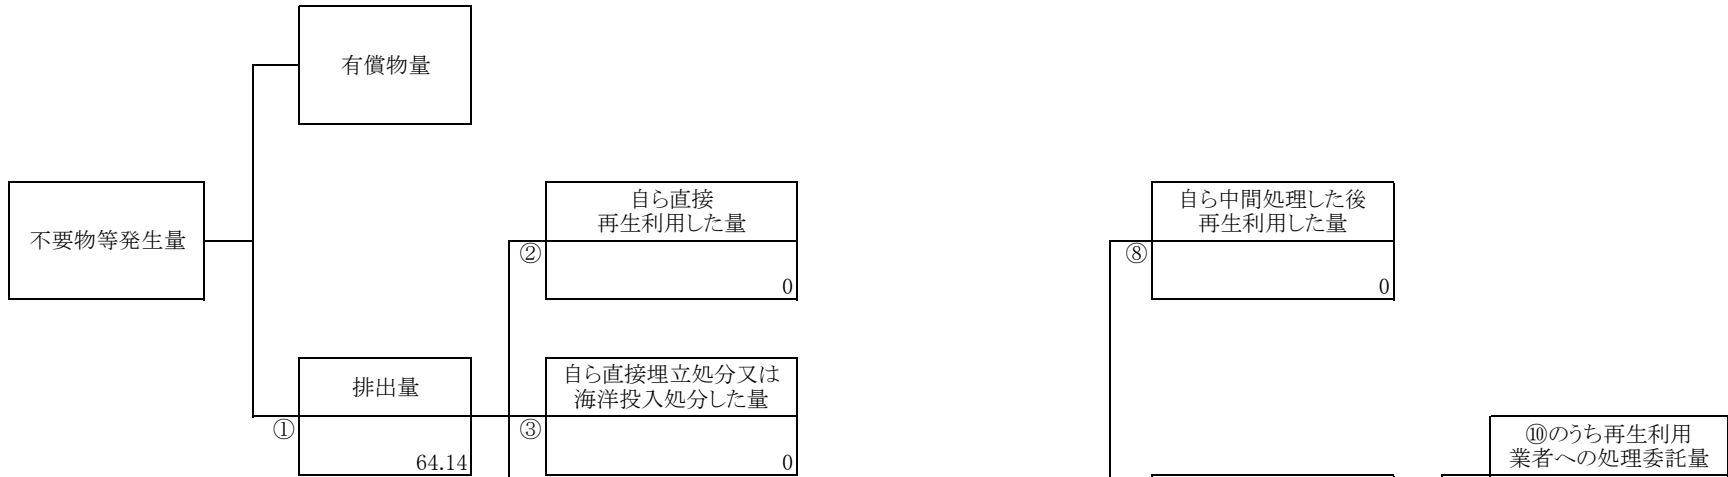 有償物量
不要物等発生量
自ら直接
再生利用した量
②
0
自ら中間処理した後
再生利用した量
⑧
0
排出量
①
64.14
自ら直接埋立処分又は
海洋投入処分した量
③
0
⑩のうち再生利用
業者への処理委託量